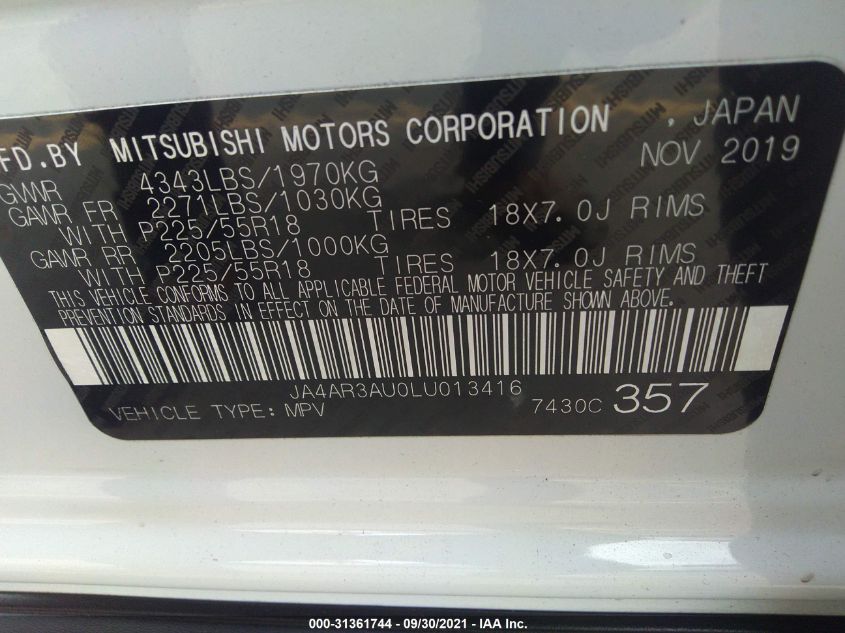 FD.BY MITSUBISHI MOTORS CORPORATION , JAPAN
NOV 2019
GVWR 4343LBS/1970KG
GAWR FR 2271LBS/1030KG
WITH P225/55R18 TIRES 18X7.0J RIMS
GAWR RR 2205LBS/1000KG
WITH P225/55R18 TIRES 18X7.0J RIMS
THIS VEHICLE CONFORMS TO ALL APPLICABLE FEDERAL MOTOR VEHICLE SAFETY AND THEFT
PREVENTION STANDARDS IN EFFECT ON THE DATE OF MANUFACTURE SHOWN ABOVE.
JA4AR3AU0LU013416
VEHICLE TYPE: MPV 7430C 357
000-31361744 - 09/30/2021 - IAA Inc.